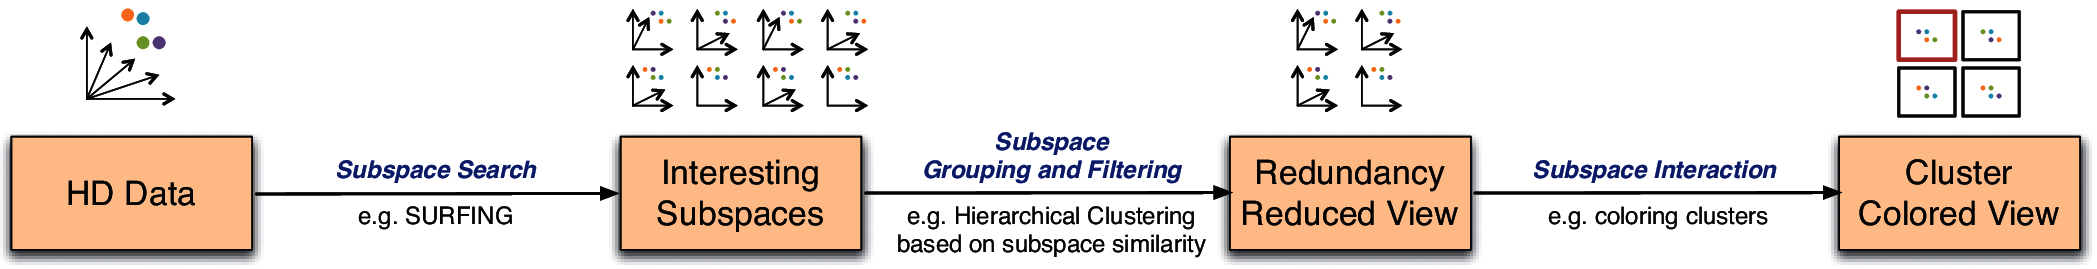 HD Data
Subspace Search
e.g. SURFING
Interesting
Subspaces
Subspace
Grouping and Filtering
e.g. Hierarchical Clustering
based on subspace similarity
Redundancy
Reduced View
Subspace Interaction
e.g. coloring clusters
Cluster
Colored View